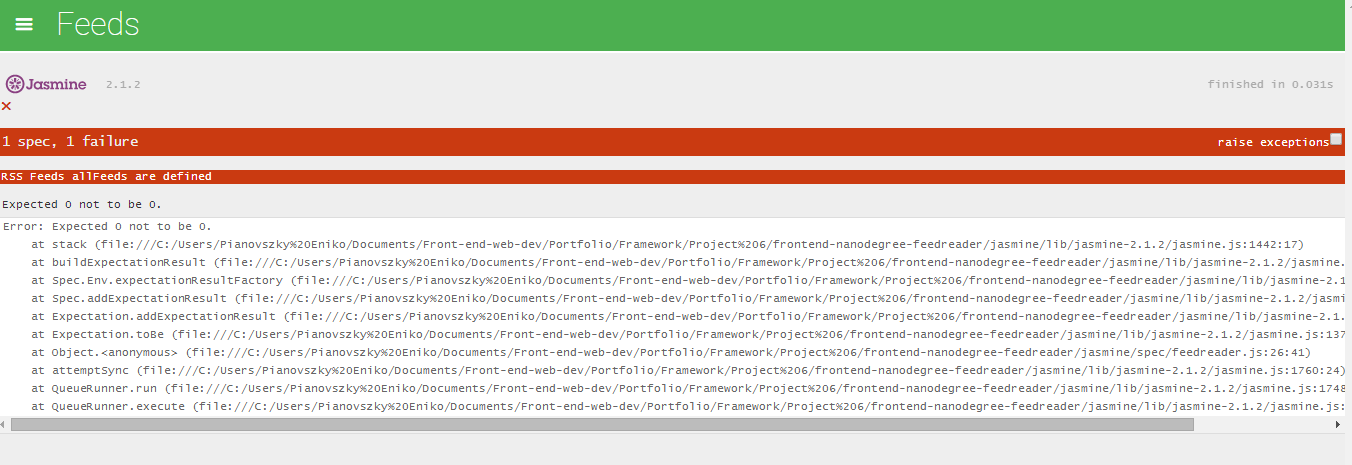 Feeds
Jasmine 2.1.2 finished in 0.031s
×
1 spec, 1 failure raise exceptions
RSS Feeds allFeeds are defined
Expected 0 not to be 0.
Error: Expected 0 not to be 0.
at stack (file:///C:/Users/Pianovszky%20Eniko/Documents/Front-end-web-dev/Portfolio/Framework/Project%206/frontend-nanodegree-feedreader/jasmine/lib/jasmine-2.1.2/jasmine.js:1442:17)
at buildExpectationResult (file:///C:/Users/Pianovszky%20Eniko/Documents/Front-end-web-dev/Portfolio/Framework/Project%206/frontend-nanodegree-feedreader/jasmine/lib/jasmine-2.1.2/jasmine.
at Spec.Env.expectationResultFactory (file:///C:/Users/Pianovszky%20Eniko/Documents/Front-end-web-dev/Portfolio/Framework/Project%206/frontend-nanodegree-feedreader/jasmine/lib/jasmine-2.1
at Spec.addExpectationResult (file:///C:/Users/Pianovszky%20Eniko/Documents/Front-end-web-dev/Portfolio/Framework/Project%206/frontend-nanodegree-feedreader/jasmine/lib/jasmine-2.1.2/jasmi
at Expectation.addExpectationResult (file:///C:/Users/Pianovszky%20Eniko/Documents/Front-end-web-dev/Portfolio/Framework/Project%206/frontend-nanodegree-feedreader/jasmine/lib/jasmine-2.1.
at Expectation.toBe (file:///C:/Users/Pianovszky%20Eniko/Documents/Front-end-web-dev/Portfolio/Framework/Project%206/frontend-nanodegree-feedreader/jasmine/lib/jasmine-2.1.2/jasmine.js:137
at Object.<anonymous> (file:///C:/Users/Pianovszky%20Eniko/Documents/Front-end-web-dev/Portfolio/Framework/Project%206/frontend-nanodegree-feedreader/jasmine/spec/feedreader.js:26:41)
at attemptSync (file:///C:/Users/Pianovszky%20Eniko/Documents/Front-end-web-dev/Portfolio/Framework/Project%206/frontend-nanodegree-feedreader/jasmine/lib/jasmine-2.1.2/jasmine.js:1760:24)
at QueueRunner.run (file:///C:/Users/Pianovszky%20Eniko/Documents/Front-end-web-dev/Portfolio/Framework/Project%206/frontend-nanodegree-feedreader/jasmine/lib/jasmine-2.1.2/jasmine.js:1748
at QueueRunner.execute (file:///C:/Users/Pianovszky%20Eniko/Documents/Front-end-web-dev/Portfolio/Framework/Project%206/frontend-nanodegree-feedreader/jasmine/lib/jasmine-2.1.2/jasmine.js: